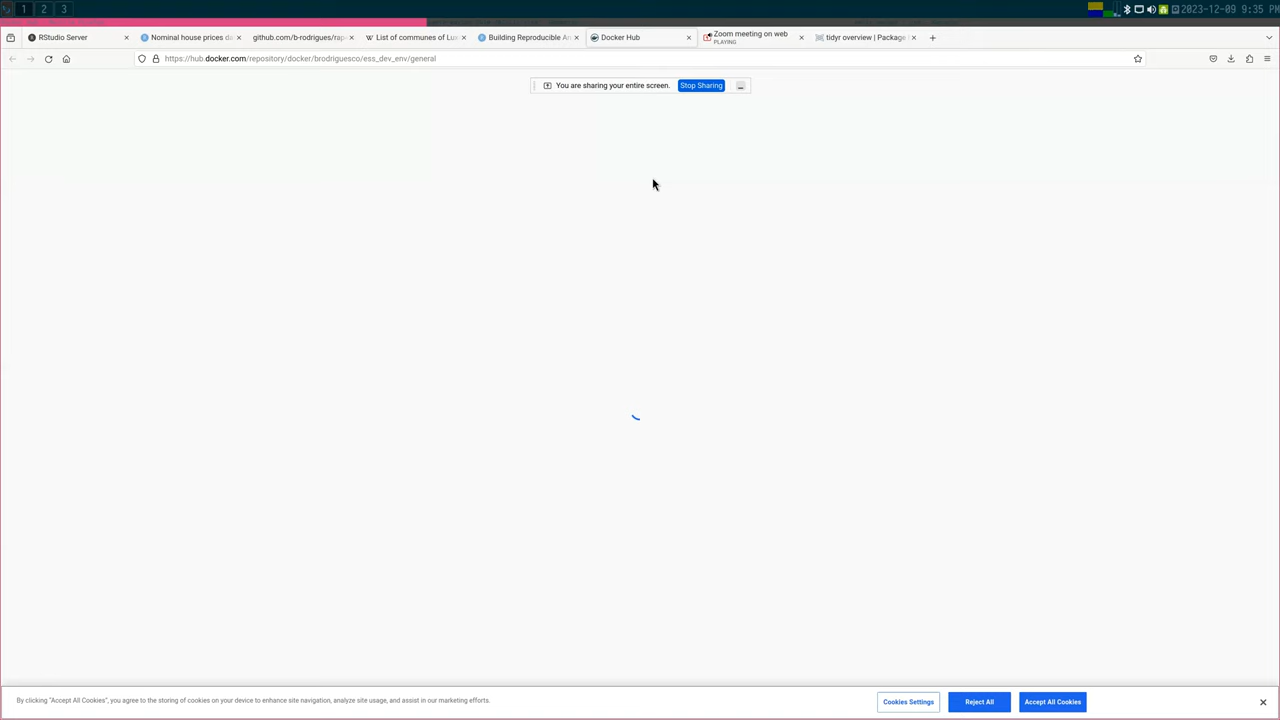 1 2 3 2023-12-09 9:35 PM
RStudio Server Nominal house prices da github.com/b-rodrigues/rap- List of communes of Lux Building Reproducible An Docker Hub Zoom meeting on web tidyr overview | Package
PLAYING
https://hub.docker.com/repository/docker/brodriguesco/ess_dev_env/general
You are sharing your entire screen. Stop Sharing
By clicking "Accept All Cookies", you agree to the storing of cookies on your device to enhance site navigation, analyze site usage, and assist in our marketing efforts. Cookies Settings Reject All Accept All Cookies